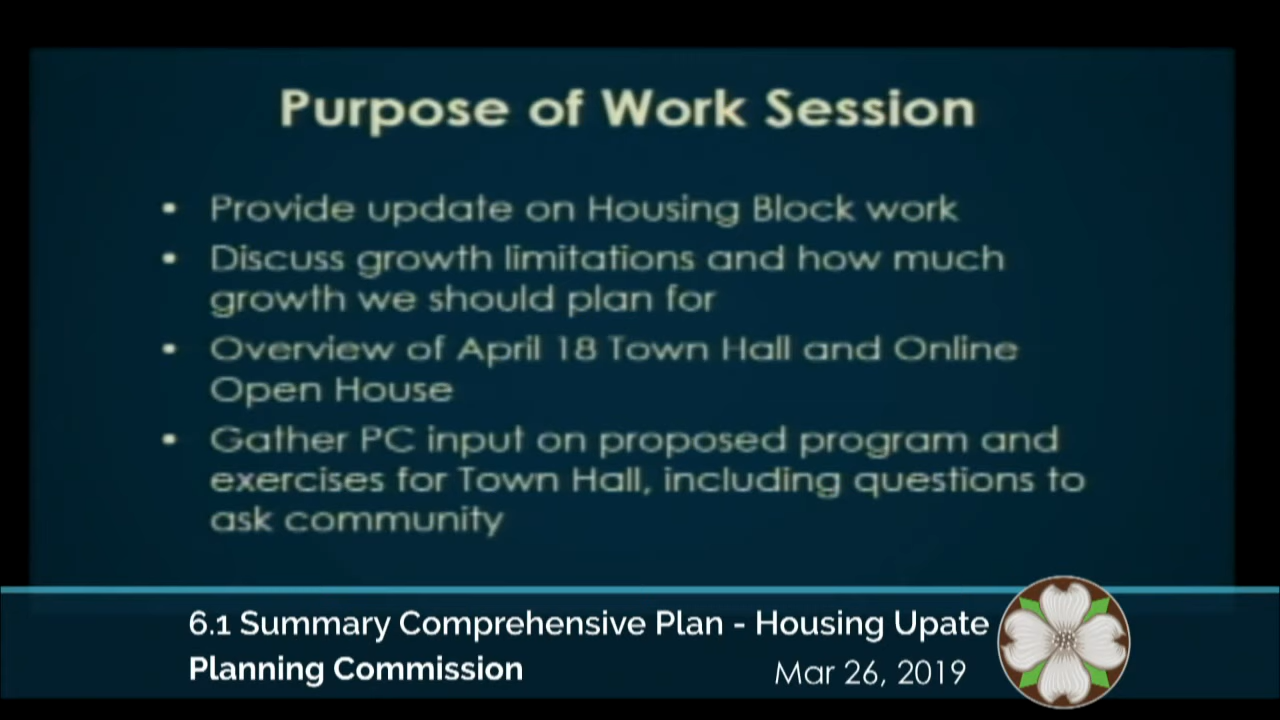 Purpose of Work Session
• Provide update on Housing Block work
• Discuss growth limitations and how much
growth we should plan for
• Overview of April 18 Town Hall and Online
Open House
• Gather PC input on proposed program and
exercises for Town Hall, including questions to
ask community
6.1 Summary Comprehensive Plan - Housing Upate
Planning Commission
Mar 26, 2019